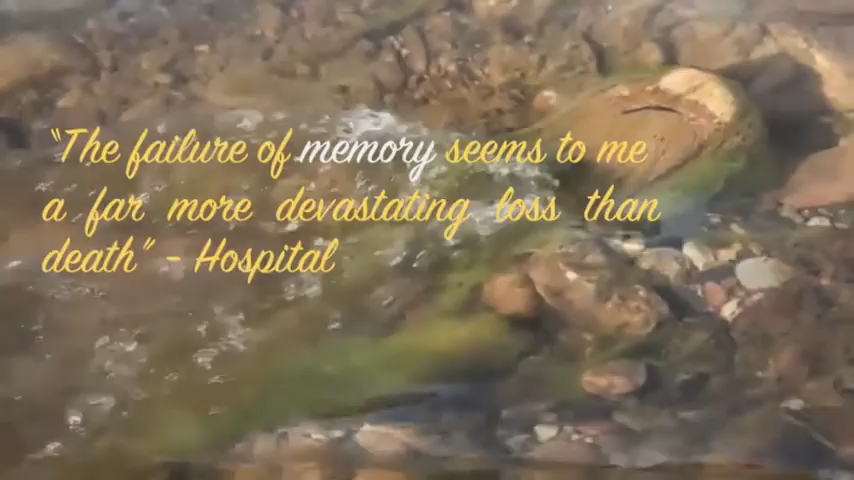 "The failure of memory seems to me
a far more devastating loss than
death" - Hospital